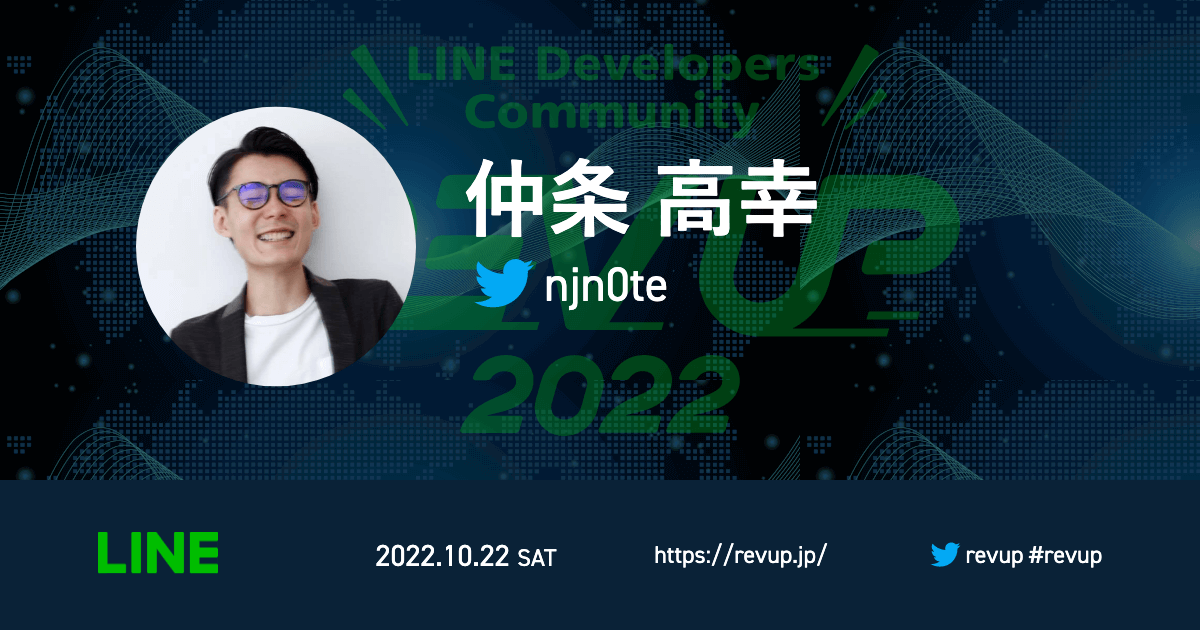 LINE Developers
Community
REVUP
2022
仲条 高幸
njn0te
LINE
2022.10.22 SAT
https://revup.jp/
revup #revup